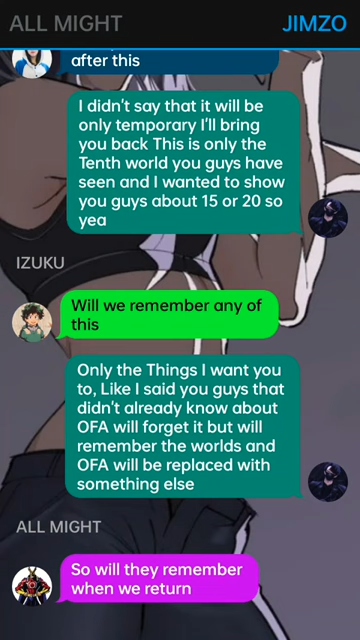 ALL MIGHT JIMZO
after this
I didn't say that it will be
only temporary I'll bring
you back This is only the
Tenth world you guys have
seen and I wanted to show
you guys about 15 or 20 so
yea
IZUKU
Will we remember any of
this
Only the Things I want you
to, Like I said you guys that
didn't already know about
OFA will forget it but will
remember the worlds and
OFA will be replaced with
something else
ALL MIGHT
So will they remember
when we return